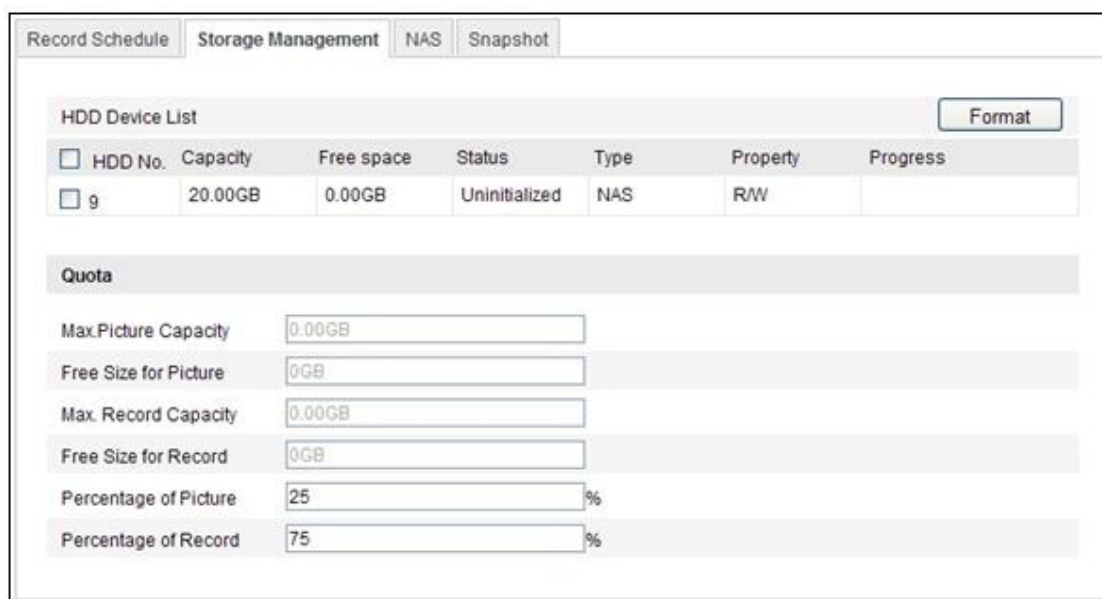 Record Schedule Storage Management NAS Snapshot
HDD Device List Format
HDD No. Capacity Free space Status Type Property Progress
9 20.00GB 0.00GB Uninitialized NAS R/W
Quota
Max.Picture Capacity 0.00GB
Free Size for Picture 0GB
Max. Record Capacity 0.00GB
Free Size for Record 0GB
Percentage of Picture 25 %
Percentage of Record 75 %